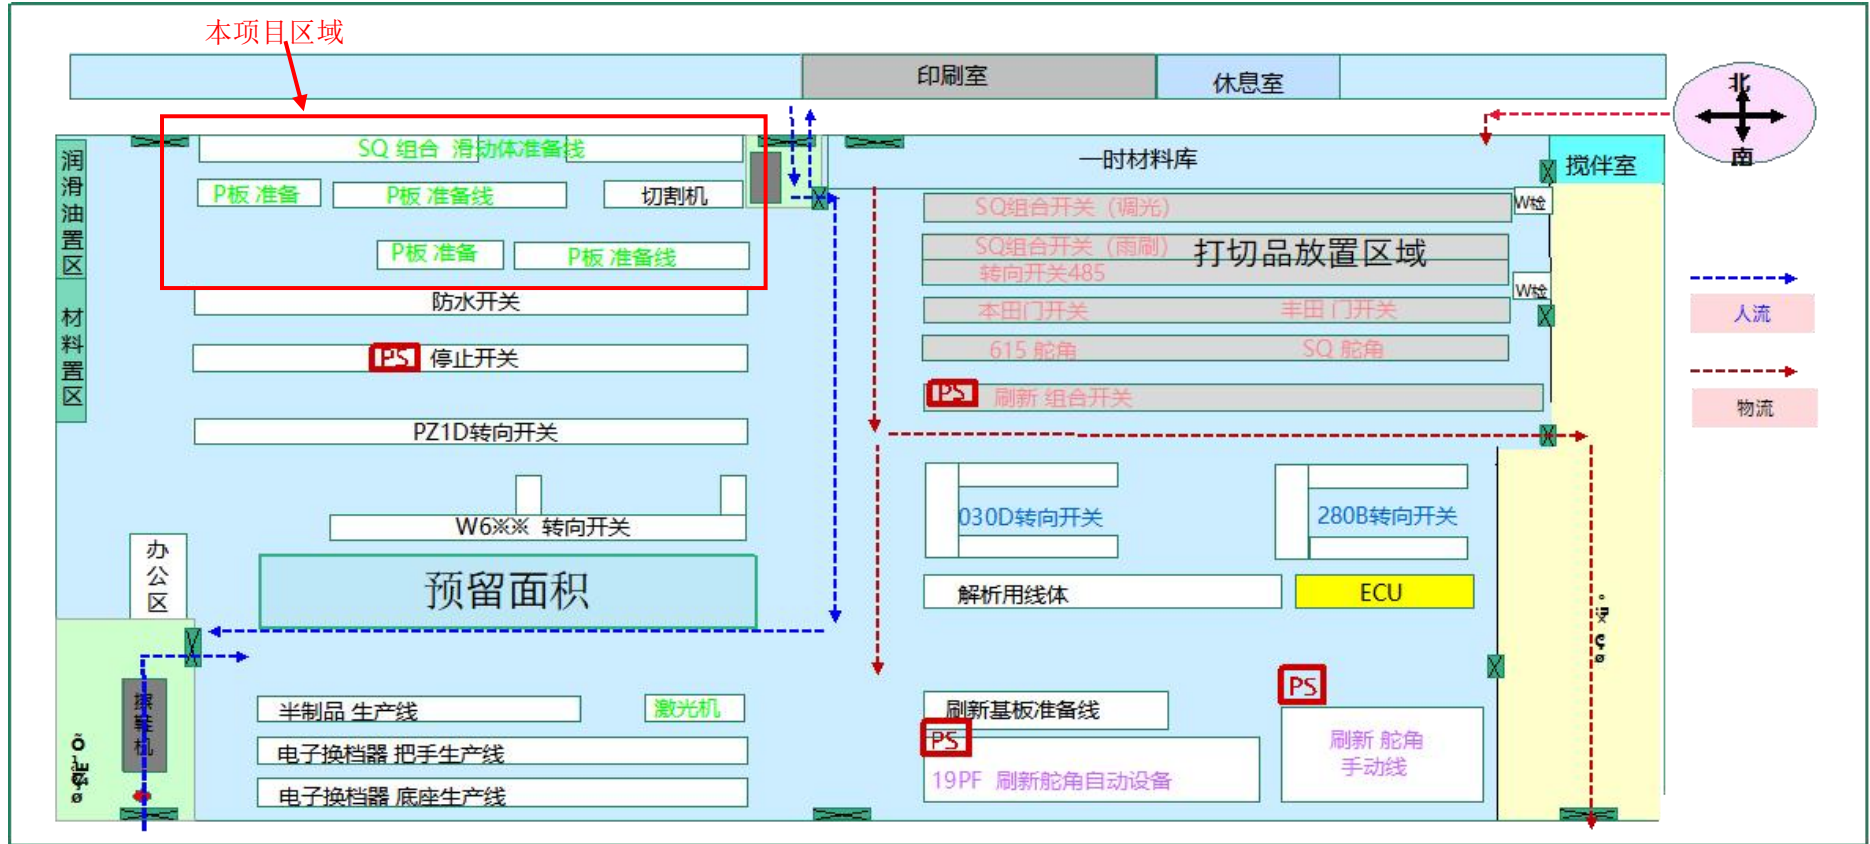 本项目区域
印刷室
休息室
北
南
SQ 组合 滑动体准备线
一时材料库
搅伴室
润滑油置区
P板 准备
P板 准备线
切割机
SQ组合开关（调光）
W检
P板 准备
P板 准备线
SQ组合开关（雨刷）
打切品放置区域
转向开关485
W检
防水开关
本田门开关
丰田 门开关
人流
材料置区
PS 停止开关
615 舵角
SQ 舵角
PS 刷新 组合开关
物流
PZ1D转向开关
W6※※ 转向开关
030D转向开关
280B转向开关
办公区
预留面积
解析用线体
ECU
擦鞋机
半制品 生产线
激光机
刷新基板准备线
PS
电子换档器 把手生产线
PS
19PF 刷新舵角自动设备
刷新 舵角
手动线
电子换档器 底座生产线